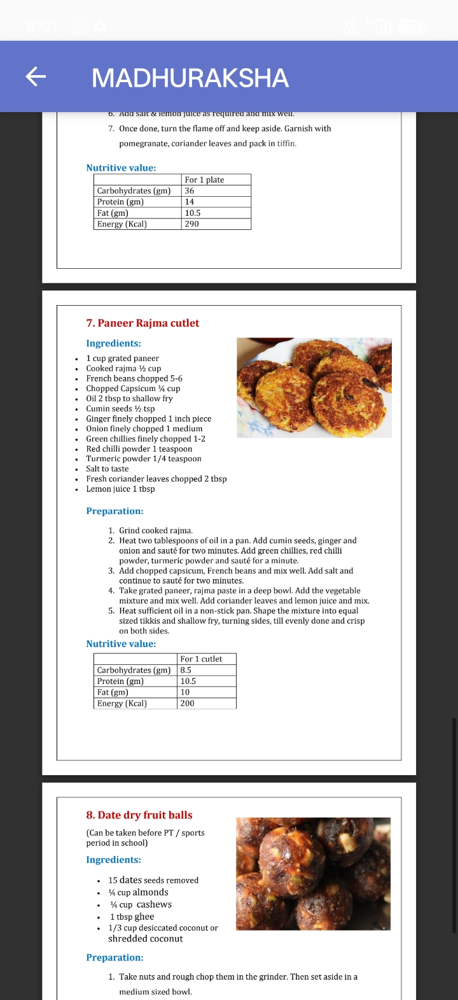 9:01
MADHURAKSHA
6. Add salt & lemon juice as required and mix well.
7. Once done, turn the flame off and keep aside. Garnish with
pomegranate, coriander leaves and pack in tiffin.
Nutritive value:
For 1 plate
Carbohydrates (gm) 36
Protein (gm) 14
Fat (gm) 10.5
Energy (Kcal) 290
7. Paneer Rajma cutlet
Ingredients:
• 1 cup grated paneer
• Cooked rajma ½ cup
• French beans chopped 5-6
• Chopped Capsicum ¼ cup
• Oil 2 tbsp to shallow fry
• Cumin seeds ½ tsp
• Ginger finely chopped 1 inch piece
• Onion finely chopped 1 medium
• Green chillies finely chopped 1-2
• Red chilli powder 1 teaspoon
• Turmeric powder 1/4 teaspoon
• Salt to taste
• Fresh coriander leaves chopped 2 tbsp
• Lemon juice 1 tbsp
Preparation:
1. Grind cooked rajma.
2. Heat two tablespoons of oil in a pan. Add cumin seeds, ginger and
onion and sauté for two minutes. Add green chillies, red chilli
powder, turmeric powder and sauté for a minute.
3. Add chopped capsicum, French beans and mix well. Add salt and
continue to sauté for two minutes.
4. Take grated paneer, rajma paste in a deep bowl. Add the vegetable
mixture and mix well. Add coriander leaves and lemon juice and mix.
5. Heat sufficient oil in a non-stick pan. Shape the mixture into equal
sized tikkis and shallow fry, turning sides, till evenly done and crisp
on both sides.
Nutritive value:
For 1 cutlet
Carbohydrates (gm) 8.5
Protein (gm) 10.5
Fat (gm) 10
Energy (Kcal) 200
8. Date dry fruit balls
(Can be taken before PT / sports
period in school)
Ingredients:
• 15 dates seeds removed
• ¼ cup almonds
• ¼ cup cashews
• 1 tbsp ghee
• 1/3 cup desiccated coconut or
shredded coconut
Preparation:
1. Take nuts and rough chop them in the grinder. Then set aside in a
medium sized bowl.